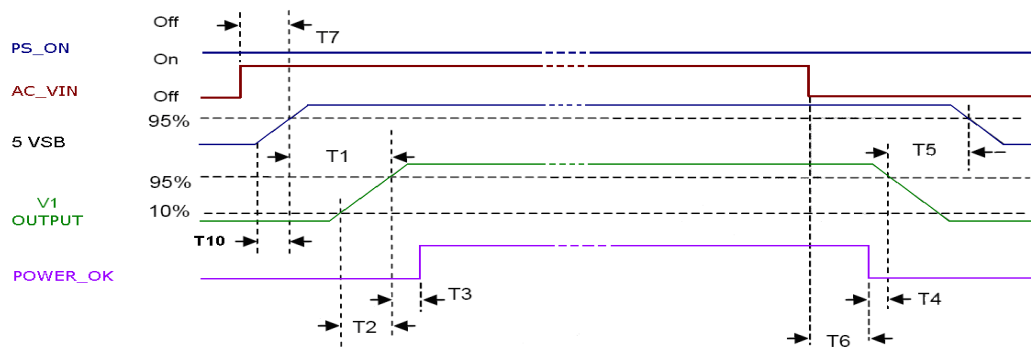 Off
T7
PS_ON
On
AC_VIN
Off
95%
5 VSB
T1
T5
95%
V1
OUTPUT
10%
T10
POWER_OK
T3
T4
T2
T6